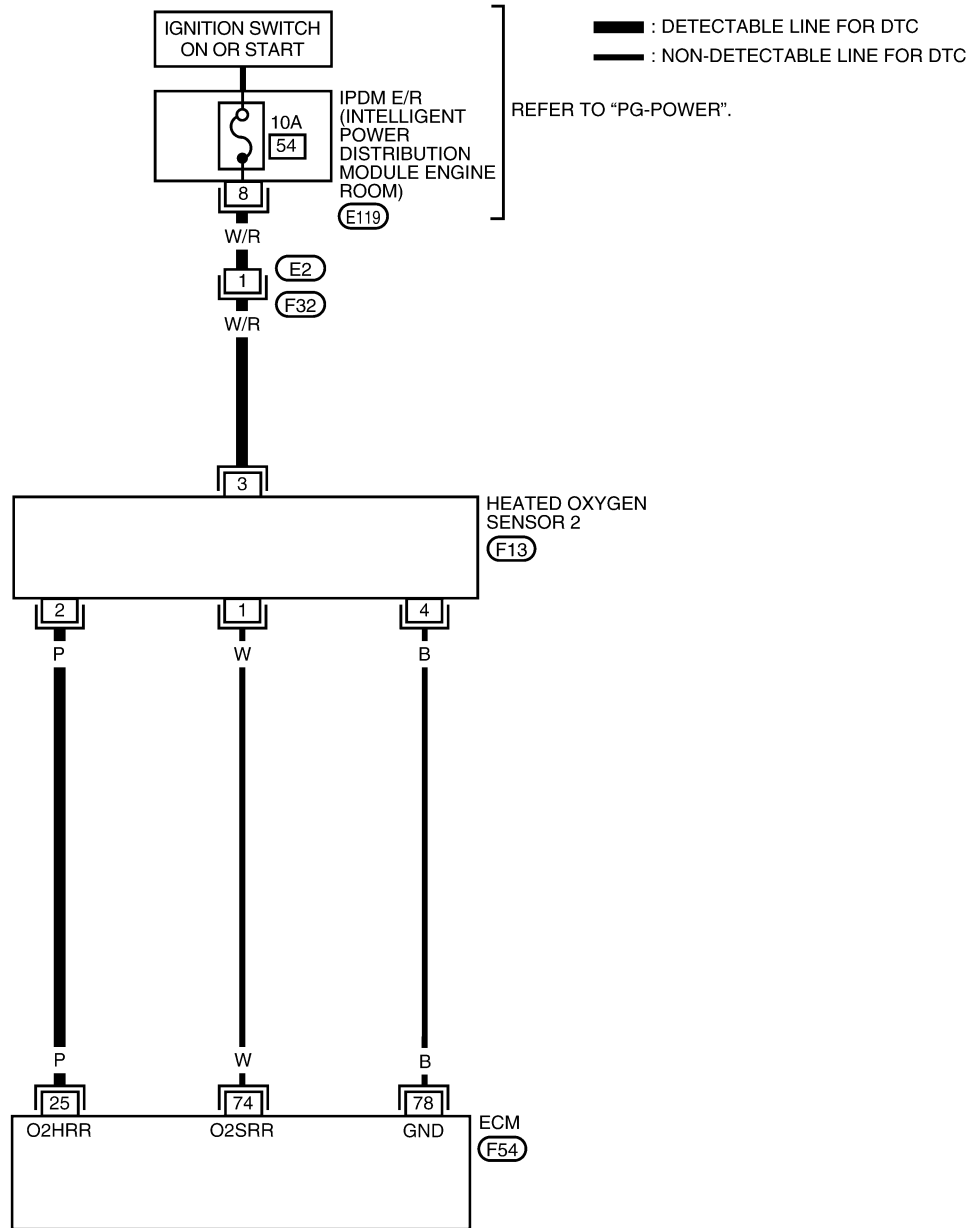 IGNITION SWITCH
ON OR START
: DETECTABLE LINE FOR DTC
: NON-DETECTABLE LINE FOR DTC
10A
54
IPDM E/R
(INTELLIGENT
POWER
DISTRIBUTION
MODULE ENGINE
ROOM)
E119
REFER TO “PG-POWER”.
8
W/R
1
E2
F32
W/R
3
HEATED OXYGEN
SENSOR 2
F13
2
1
4
P
W
B
P
W
B
25
74
78
O2HRR
O2SRR
GND
ECM
F54